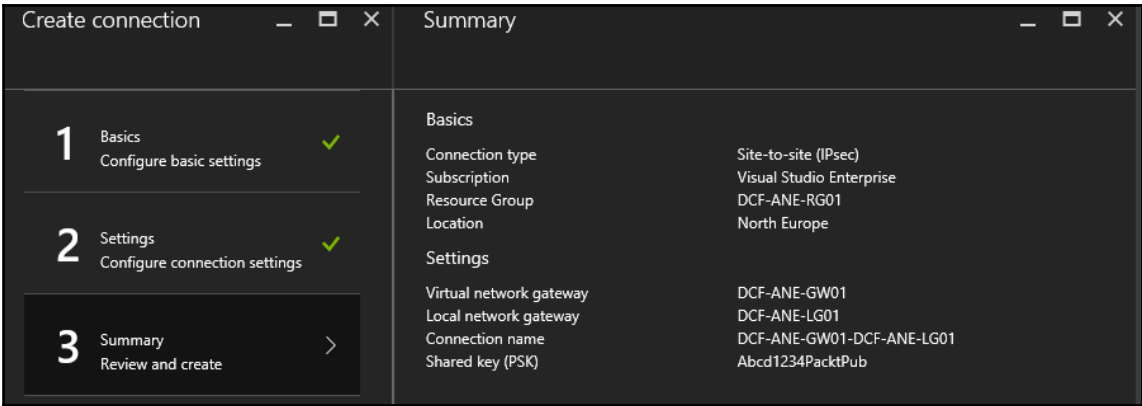 Create connection
1
Basics
Configure basic settings
2
Settings
Configure connection settings
3
Summary
Review and create
Summary
Basics
Connection type Site-to-site (IPsec)
Subscription Visual Studio Enterprise
Resource Group DCF-ANE-RG01
Location North Europe
Settings
Virtual network gateway DCF-ANE-GW01
Local network gateway DCF-ANE-LG01
Connection name DCF-ANE-GW01-DCF-ANE-LG01
Shared key (PSK) Abcd1234PacktPub